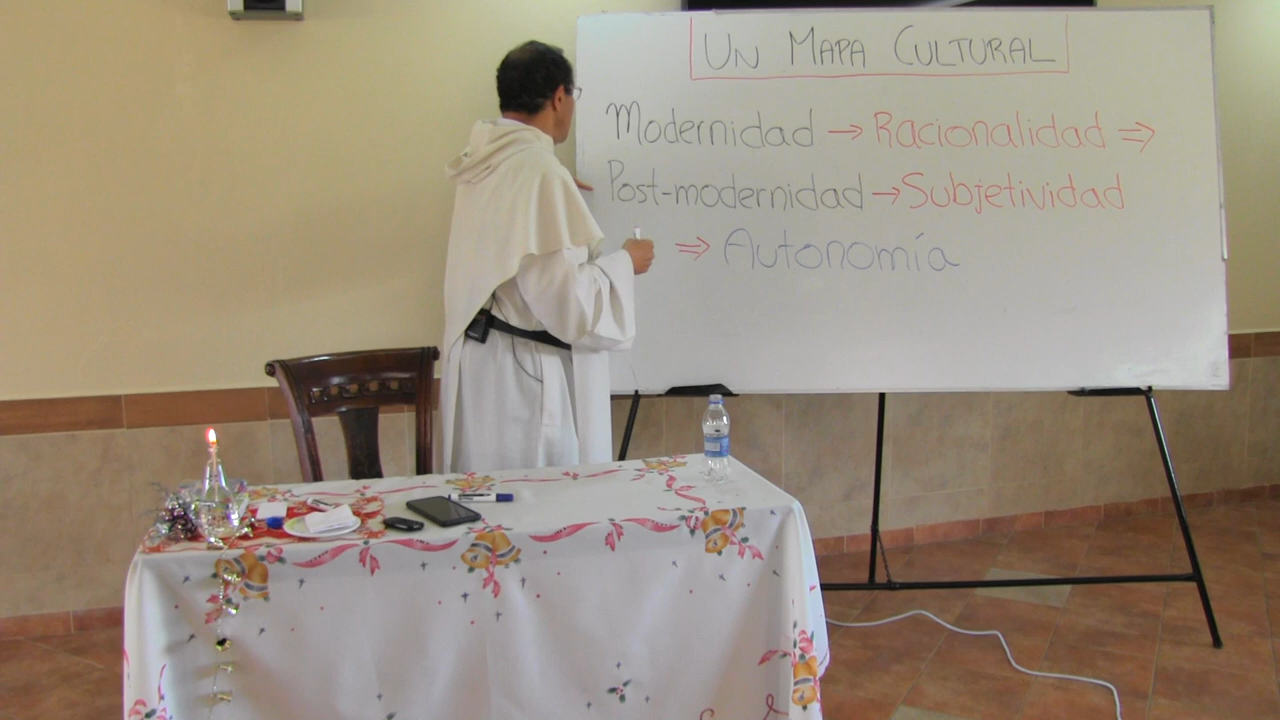 UN MAPA CULTURAL
Modernidad → Racionalidad ⇒
Post-modernidad → Subjetividad
⇒ Autonomía